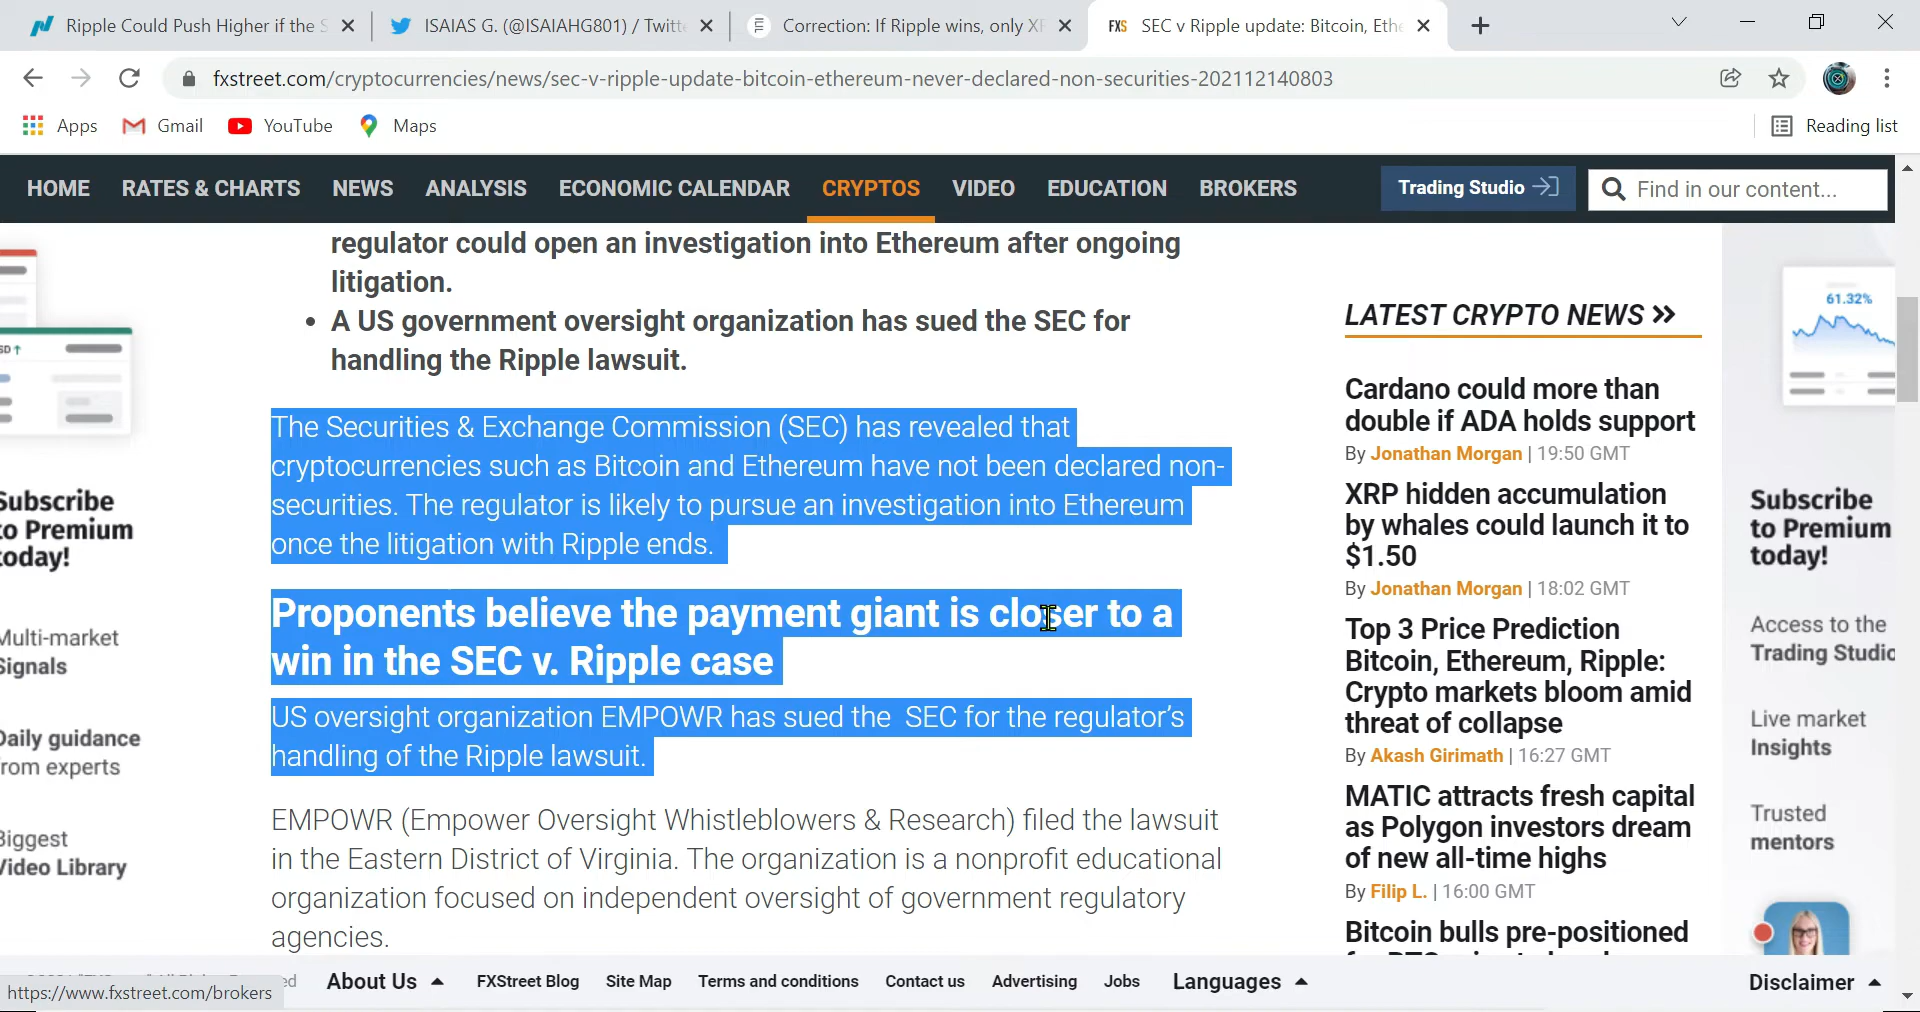 Ripple Could Push Higher if the S
ISAIAS G. (@ISAIAHG801) / Twitte
Correction: If Ripple wins, only XR
FXS SEC v Ripple update: Bitcoin, Ethe
fxstreet.com/cryptocurrencies/news/sec-v-ripple-update-bitcoin-ethereum-never-declared-non-securities-202112140803
Apps Gmail YouTube Maps Reading list
HOME RATES & CHARTS NEWS ANALYSIS ECONOMIC CALENDAR CRYPTOS VIDEO EDUCATION BROKERS Trading Studio Find in our content...
regulator could open an investigation into Ethereum after ongoing
litigation.
• A US government oversight organization has sued the SEC for
handling the Ripple lawsuit.
The Securities & Exchange Commission (SEC) has revealed that
cryptocurrencies such as Bitcoin and Ethereum have not been declared non-
securities. The regulator is likely to pursue an investigation into Ethereum
once the litigation with Ripple ends.
Proponents believe the payment giant is closer to a
win in the SEC v. Ripple case
US oversight organization EMPOWR has sued the SEC for the regulator's
handling of the Ripple lawsuit.
EMPOWR (Empower Oversight Whistleblowers & Research) filed the lawsuit
in the Eastern District of Virginia. The organization is a nonprofit educational
organization focused on independent oversight of government regulatory
agencies.
LATEST CRYPTO NEWS
Cardano could more than
double if ADA holds support
By Jonathan Morgan | 19:50 GMT
XRP hidden accumulation
by whales could launch it to
$1.50
By Jonathan Morgan | 18:02 GMT
Top 3 Price Prediction
Bitcoin, Ethereum, Ripple:
Crypto markets bloom amid
threat of collapse
By Akash Girimath | 16:27 GMT
MATIC attracts fresh capital
as Polygon investors dream
of new all-time highs
By Filip L. | 16:00 GMT
Bitcoin bulls pre-positioned
SD
Subscribe
to Premium
today!
Multi-market
Signals
Daily guidance
from experts
Biggest
Video Library
61.32%
Subscribe
to Premium
today!
Access to the
Trading Studio
Live market
Insights
Trusted
mentors
ed About Us FXStreet Blog Site Map Terms and conditions Contact us Advertising Jobs Languages Disclaimer
https://www.fxstreet.com/brokers